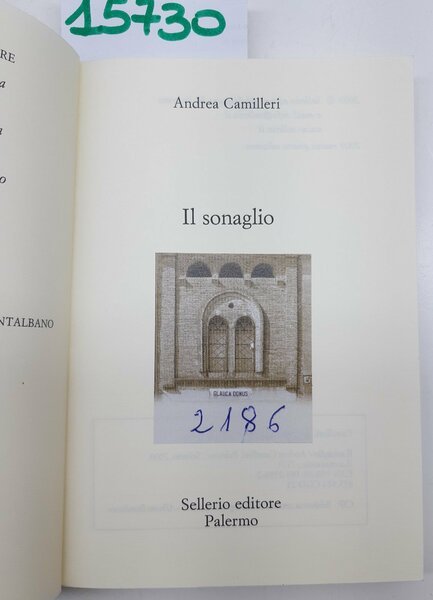 15730
RE
a
a
o
NTALBANO
Andrea Camilleri
Il sonaglio
GLAUCA DOMUS
2186
Sellerio editore
Palermo